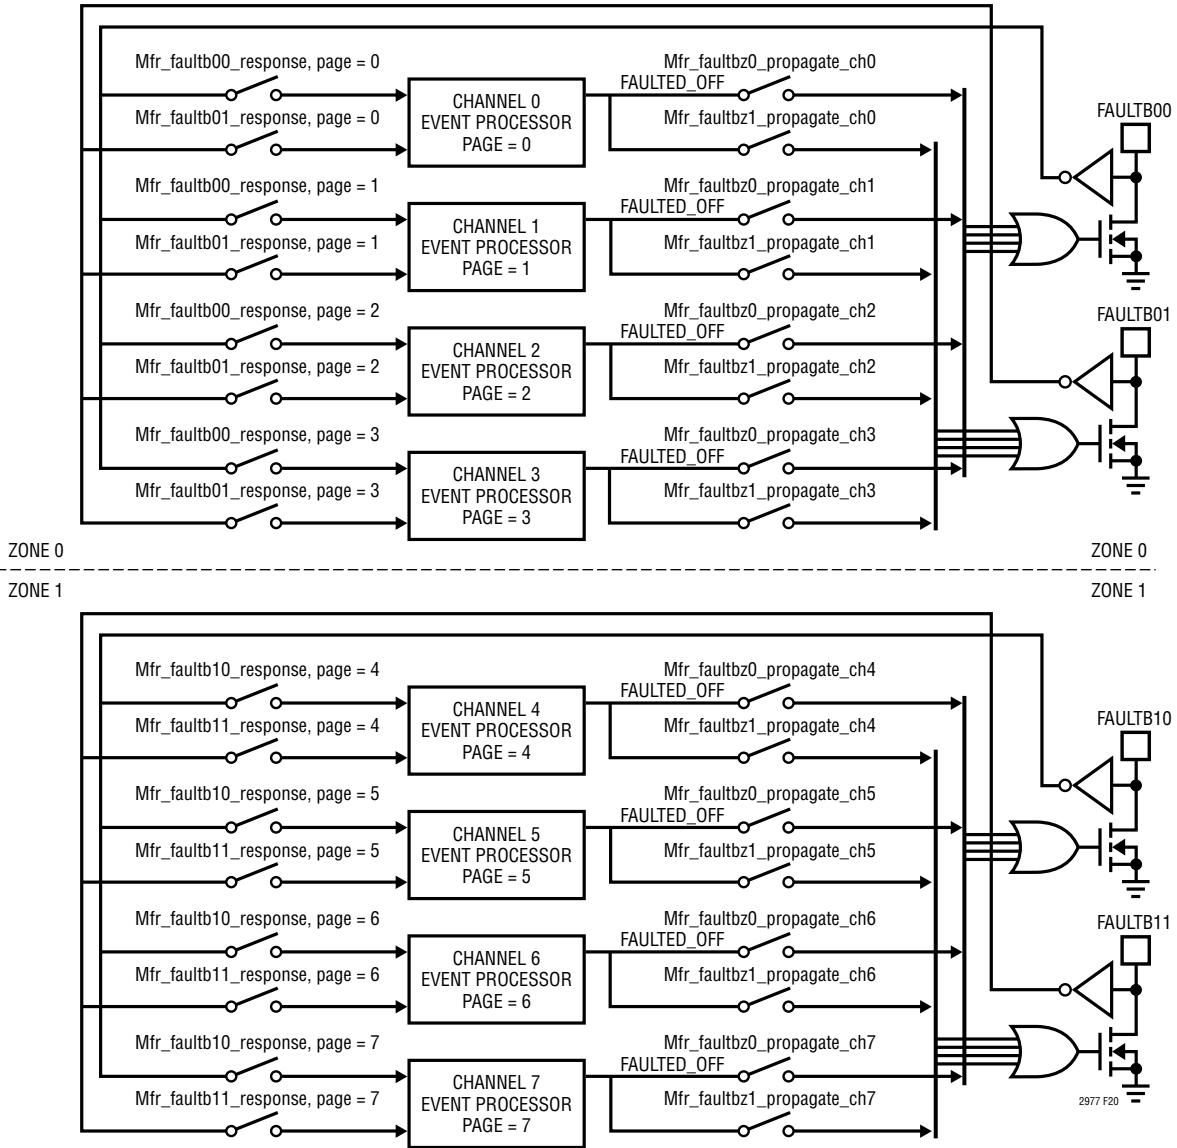 Mfr_faultb00_response, page = 0
Mfr_faultbz0_propagate_ch0
FAULTED_OFF
CHANNEL 0
EVENT PROCESSOR
PAGE = 0
Mfr_faultb01_response, page = 0
Mfr_faultbz1_propagate_ch0
FAULTB00
Mfr_faultb00_response, page = 1
Mfr_faultbz0_propagate_ch1
FAULTED_OFF
CHANNEL 1
EVENT PROCESSOR
PAGE = 1
Mfr_faultb01_response, page = 1
Mfr_faultbz1_propagate_ch1
Mfr_faultb00_response, page = 2
Mfr_faultbz0_propagate_ch2
FAULTB01
FAULTED_OFF
CHANNEL 2
EVENT PROCESSOR
PAGE = 2
Mfr_faultb01_response, page = 2
Mfr_faultbz1_propagate_ch2
Mfr_faultb00_response, page = 3
Mfr_faultbz0_propagate_ch3
FAULTED_OFF
CHANNEL 3
EVENT PROCESSOR
PAGE = 3
Mfr_faultb01_response, page = 3
Mfr_faultbz1_propagate_ch3
ZONE 0
ZONE 0
ZONE 1
ZONE 1
Mfr_faultb10_response, page = 4
Mfr_faultbz0_propagate_ch4
FAULTED_OFF
CHANNEL 4
EVENT PROCESSOR
PAGE = 4
Mfr_faultb11_response, page = 4
Mfr_faultbz1_propagate_ch4
FAULTB10
Mfr_faultb10_response, page = 5
Mfr_faultbz0_propagate_ch5
FAULTED_OFF
CHANNEL 5
EVENT PROCESSOR
PAGE = 5
Mfr_faultb11_response, page = 5
Mfr_faultbz1_propagate_ch5
Mfr_faultb10_response, page = 6
Mfr_faultbz0_propagate_ch6
FAULTB11
FAULTED_OFF
CHANNEL 6
EVENT PROCESSOR
PAGE = 6
Mfr_faultb11_response, page = 6
Mfr_faultbz1_propagate_ch6
Mfr_faultb10_response, page = 7
Mfr_faultbz0_propagate_ch7
FAULTED_OFF
CHANNEL 7
EVENT PROCESSOR
PAGE = 7
Mfr_faultb11_response, page = 7
Mfr_faultbz1_propagate_ch7
2977 F20